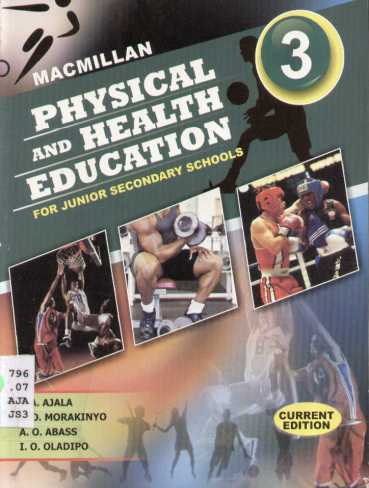 MACMILLAN
3
PHYSICAL
AND HEALTH
EDUCATION
FOR JUNIOR SECONDARY SCHOOLS
796
.07
AJA
JS3
A. AJALA
O. MORAKINYO
A. O. ABASS
I. O. OLADIPO
CURRENT
EDITION